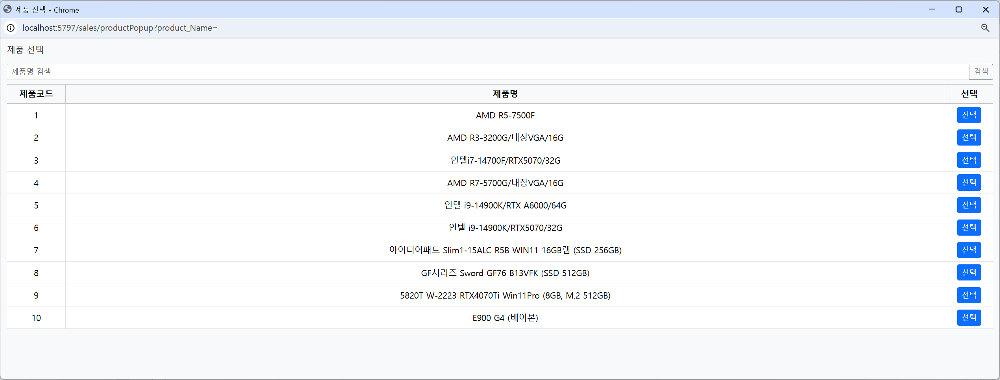 제품 선택 - Chrome
localhost:5797/sales/productPopup?product_Name=
제품 선택
제품명 검색 검색
제품코드 제품명 선택
1 AMD R5-7500F 선택
2 AMD R3-3200G/내장VGA/16G 선택
3 인텔i7-14700F/RTX5070/32G 선택
4 AMD R7-5700G/내장VGA/16G 선택
5 인텔 i9-14900K/RTX A6000/64G 선택
6 인텔 i9-14900K/RTX5070/32G 선택
7 아이디어패드 Slim1-15ALC R5B WIN11 16GB램 (SSD 256GB) 선택
8 GF시리즈 Sword GF76 B13VFK (SSD 512GB) 선택
9 5820T W-2223 RTX4070Ti Win11Pro (8GB, M.2 512GB) 선택
10 E900 G4 (베어본) 선택